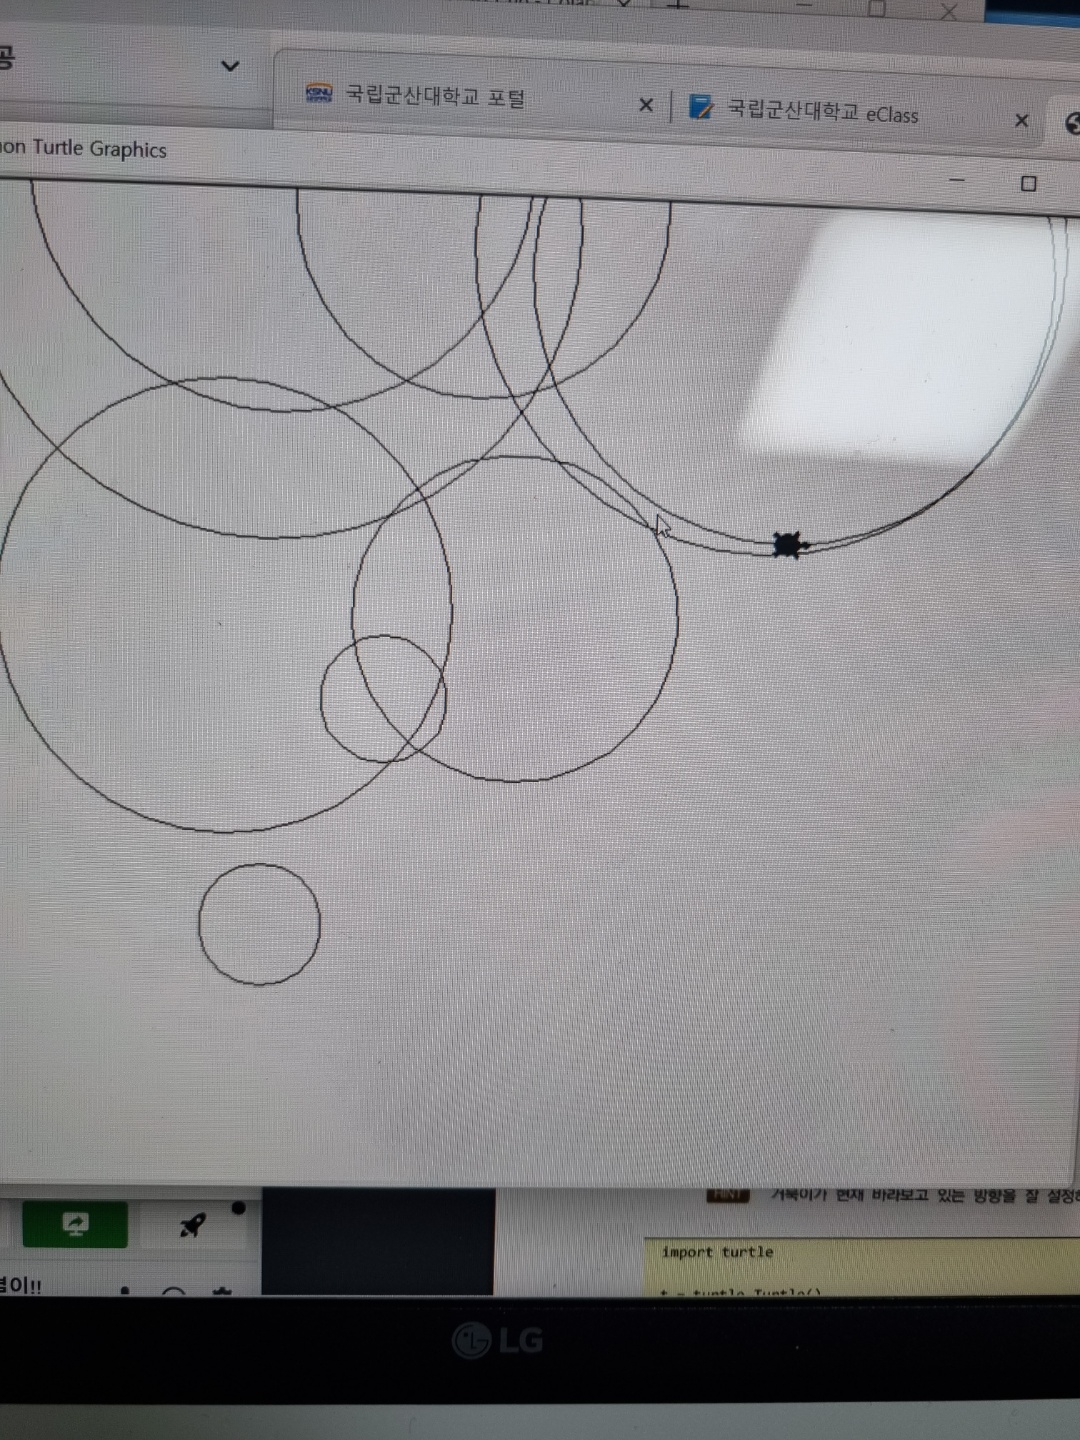 공
KSNU
국립군산대학교 포털
국립군산대학교 eClass
on Turtle Graphics
HINT 거북이가 현재 바라보고 있는 방향을 잘 설정
import turtle
t = turtle.Turtle()
이!!
LG